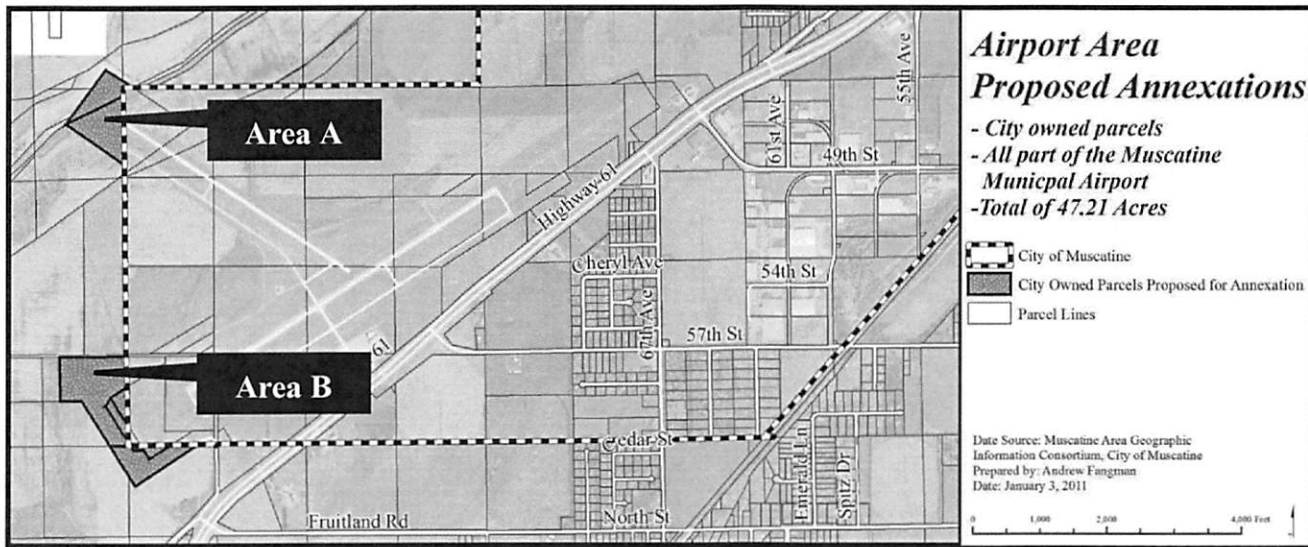 Airport Area
Proposed Annexations
- City owned parcels
- All part of the Muscatine
Municpal Airport
-Total of 47.21 Acres
City of Muscatine
City Owned Parcels Proposed for Annexation
Parcel Lines
Date Source: Muscatine Area Geographic
Information Consortium, City of Muscatine
Prepared by: Andrew Fangman
Date: January 3, 2011
0 1,000 2,000 4,000 Feet
Area A
Area B
Highway 61
61
61st Ave
55th Ave
49th St
Cheryl Ave
54th St
67th Ave
57th St
Cedar St
Emerald Ln
Spitz Dr
Fruitland Rd
North St